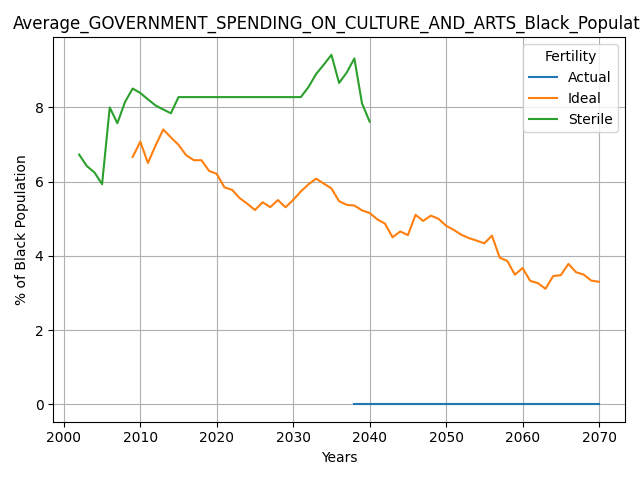 Average_GOVERNMENT_SPENDING_ON_CULTURE_AND_ARTS_Black_Populat
Fertility
Actual
Ideal
Sterile
% of Black Population
8
6
4
2
0
2000 2010 2020 2030 2040 2050 2060 2070
Years